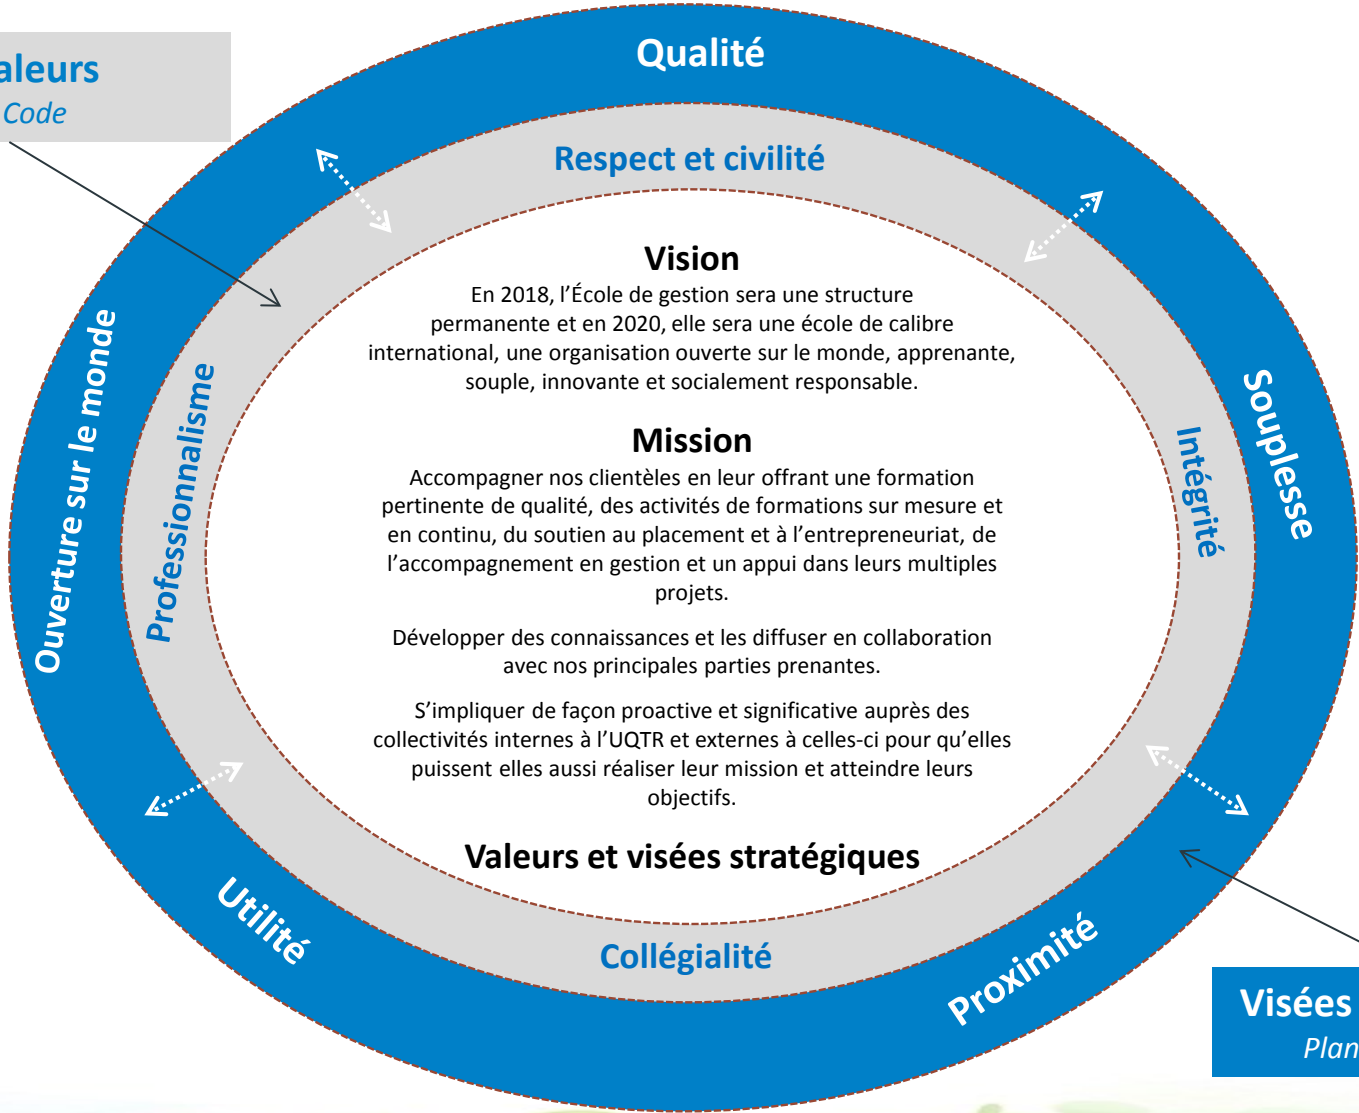 Qualité
aleurs
Code
Respect et civilité
Vision
En 2018, l’École de gestion sera une structure
permanente et en 2020, elle sera une école de calibre
international, une organisation ouverte sur le monde, apprenante,
souple, innovante et socialement responsable.
Ouverture sur le monde
Professionnalisme
Souplesse
Intégrité
Mission
Accompagner nos clientèles en leur offrant une formation
pertinente de qualité, des activités de formations sur mesure et
en continu, du soutien au placement et à l’entrepreneuriat, de
l’accompagnement en gestion et un appui dans leurs multiples
projets.
Développer des connaissances et les diffuser en collaboration
avec nos principales parties prenantes.
S’impliquer de façon proactive et significative auprès des
collectivités internes à l’UQTR et externes à celles-ci pour qu’elles
puissent elles aussi réaliser leur mission et atteindre leurs
objectifs.
Valeurs et visées stratégiques
Utilité
Collégialité
Proximité
Visées
Plan